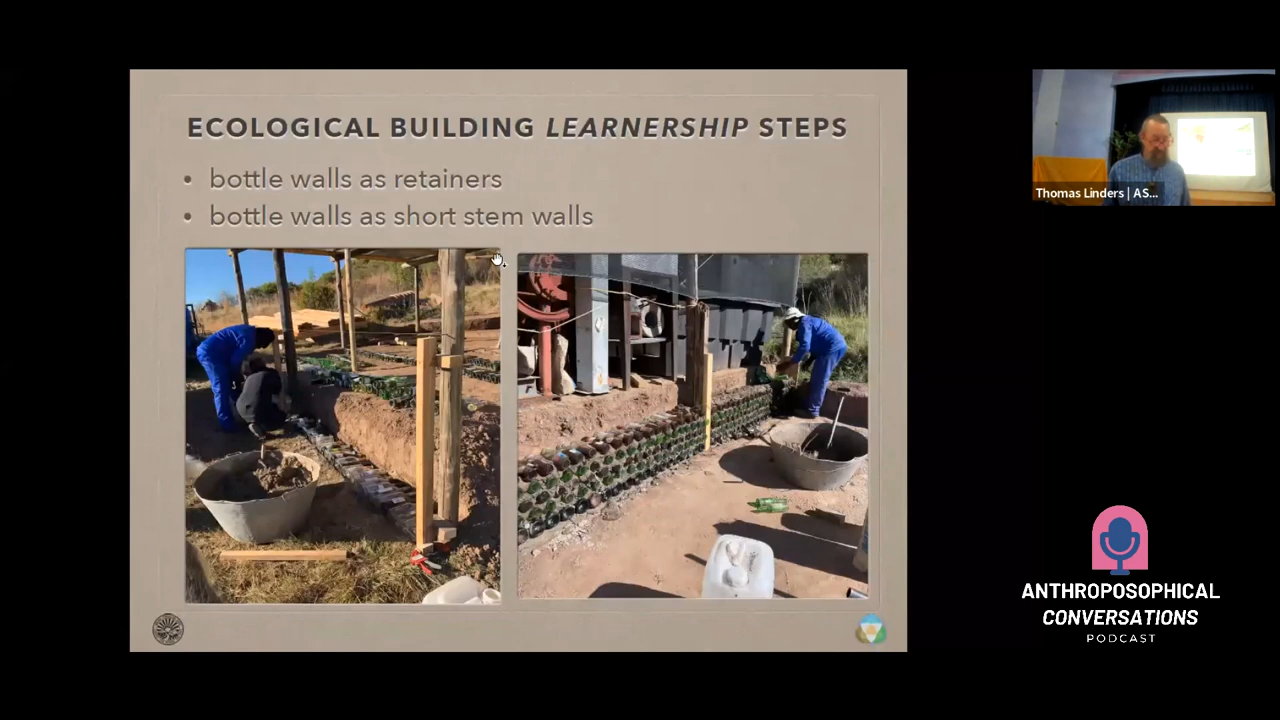 ECOLOGICAL BUILDING LEARNERSHIP STEPS
• bottle walls as retainers
• bottle walls as short stem walls
Thomas Linders | AS...
ANTHROPOSOPHICAL
CONVERSATIONS
PODCAST